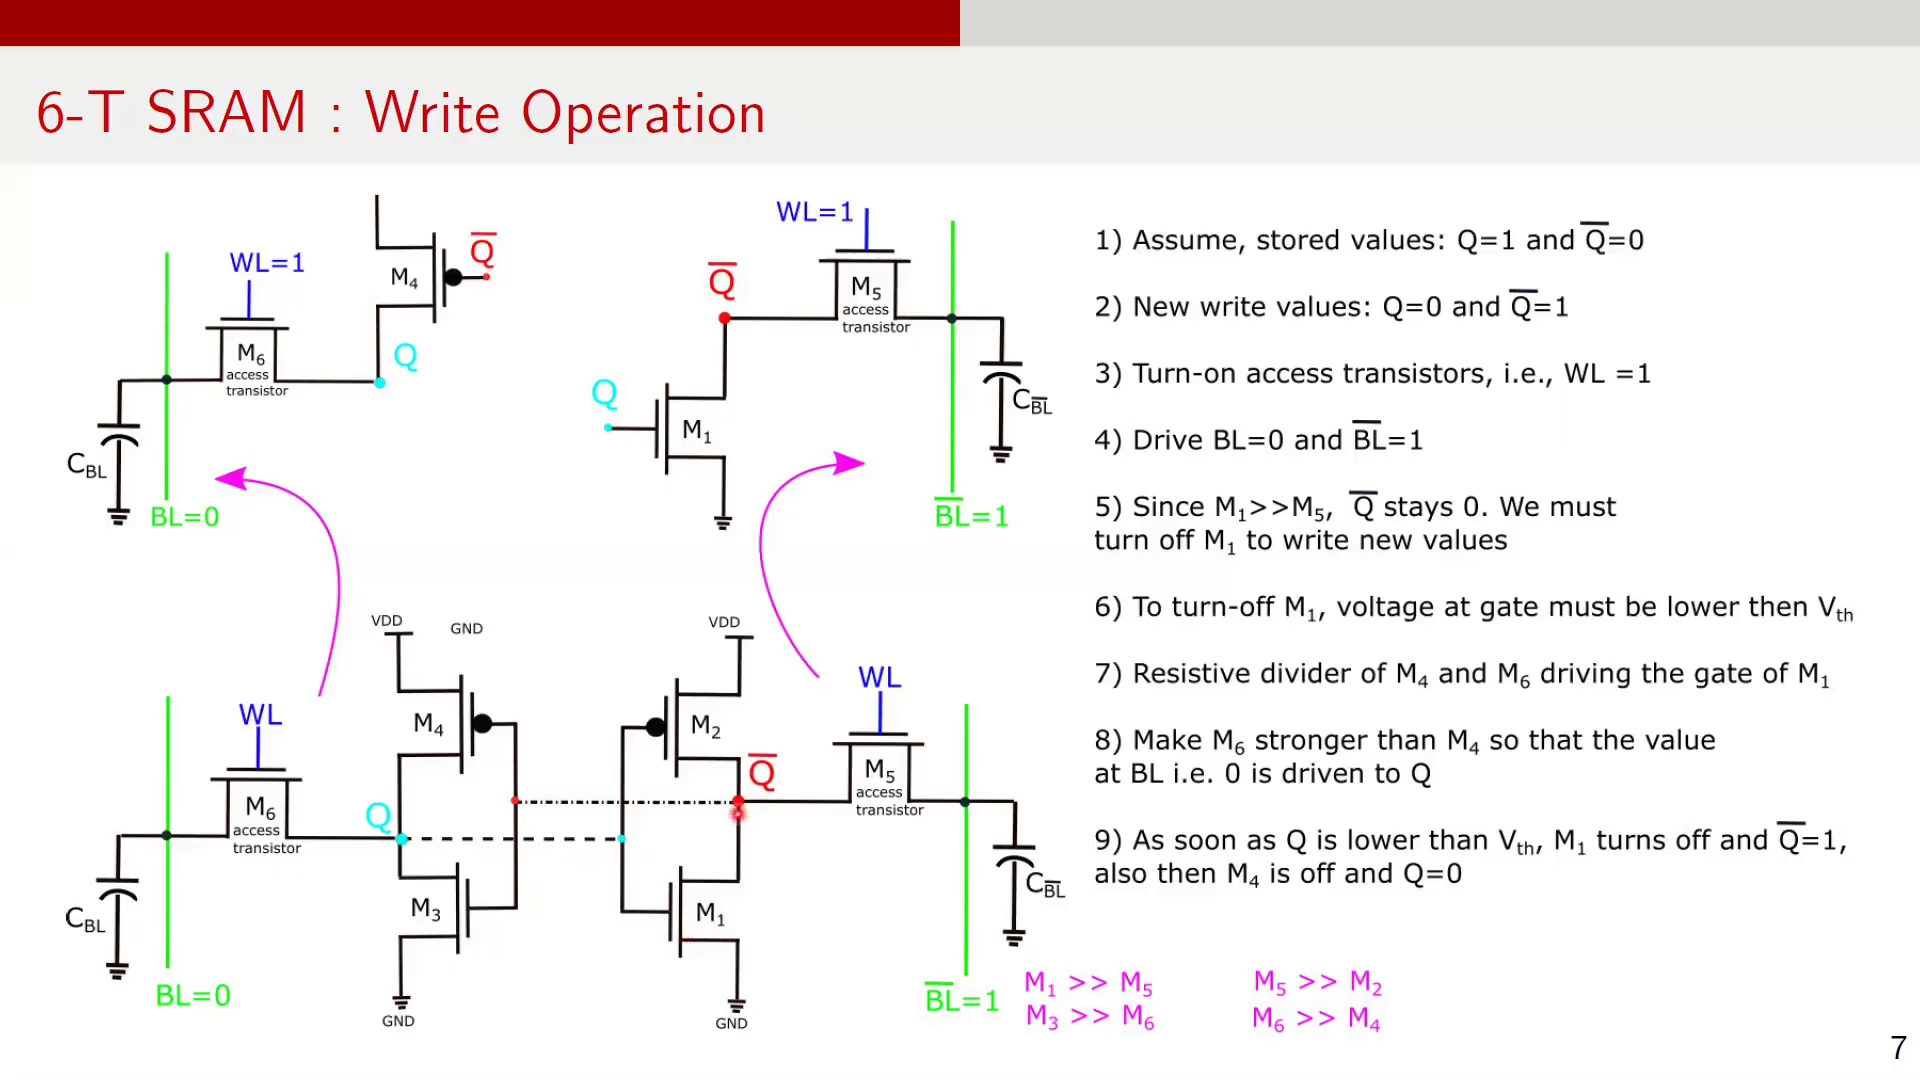 6-T SRAM : Write Operation
WL=1
M4
Q̅
Q
M6
access
transistor
CBL
BL=0
WL=1
Q̅
M5
access
transistor
Q
M1
CB̅L̅
B̅L̅=1
1) Assume, stored values: Q=1 and Q̅=0
2) New write values: Q=0 and Q̅=1
3) Turn-on access transistors, i.e., WL =1
4) Drive BL=0 and B̅L̅=1
5) Since M1>>M5, Q̅ stays 0. We must
turn off M1 to write new values
6) To turn-off M1, voltage at gate must be lower then Vth
7) Resistive divider of M4 and M6 driving the gate of M1
8) Make M6 stronger than M4 so that the value
at BL i.e. 0 is driven to Q
9) As soon as Q is lower than Vth, M1 turns off and Q̅=1,
also then M4 is off and Q=0
VDD
GND
VDD
WL
M4
M2
WL
Q̅
M5
access
transistor
M6
access
transistor
Q
CBL
M3
M1
CB̅L̅
BL=0
GND
GND
B̅L̅=1
M1 >> M5
M5 >> M2
M3 >> M6
M6 >> M4
7